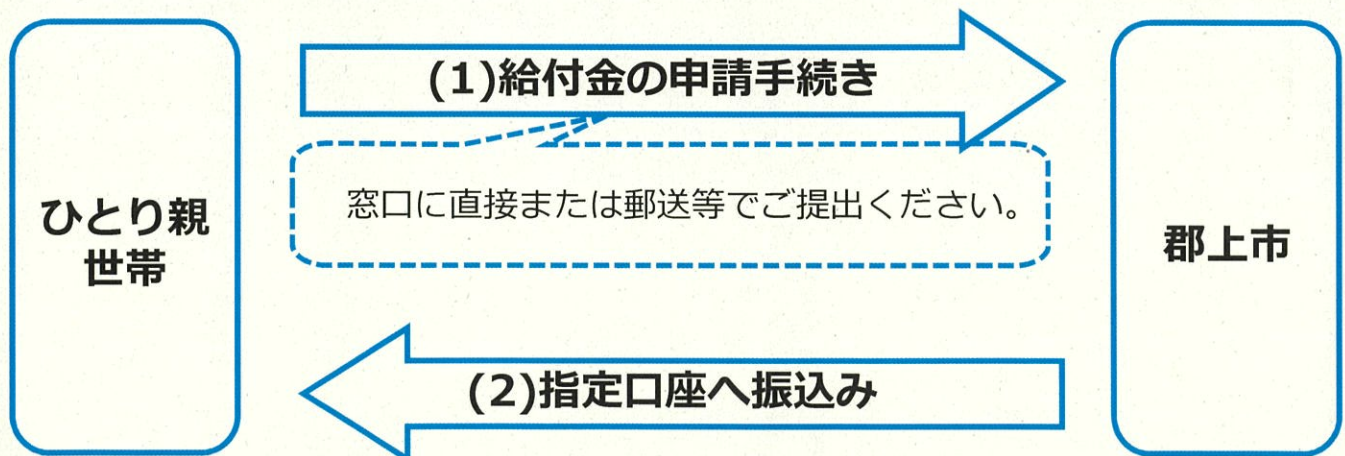 ひとり親
世帯
(1)給付金の申請手続き
窓口に直接または郵送等でご提出ください。
(2)指定口座へ振込み
郡上市